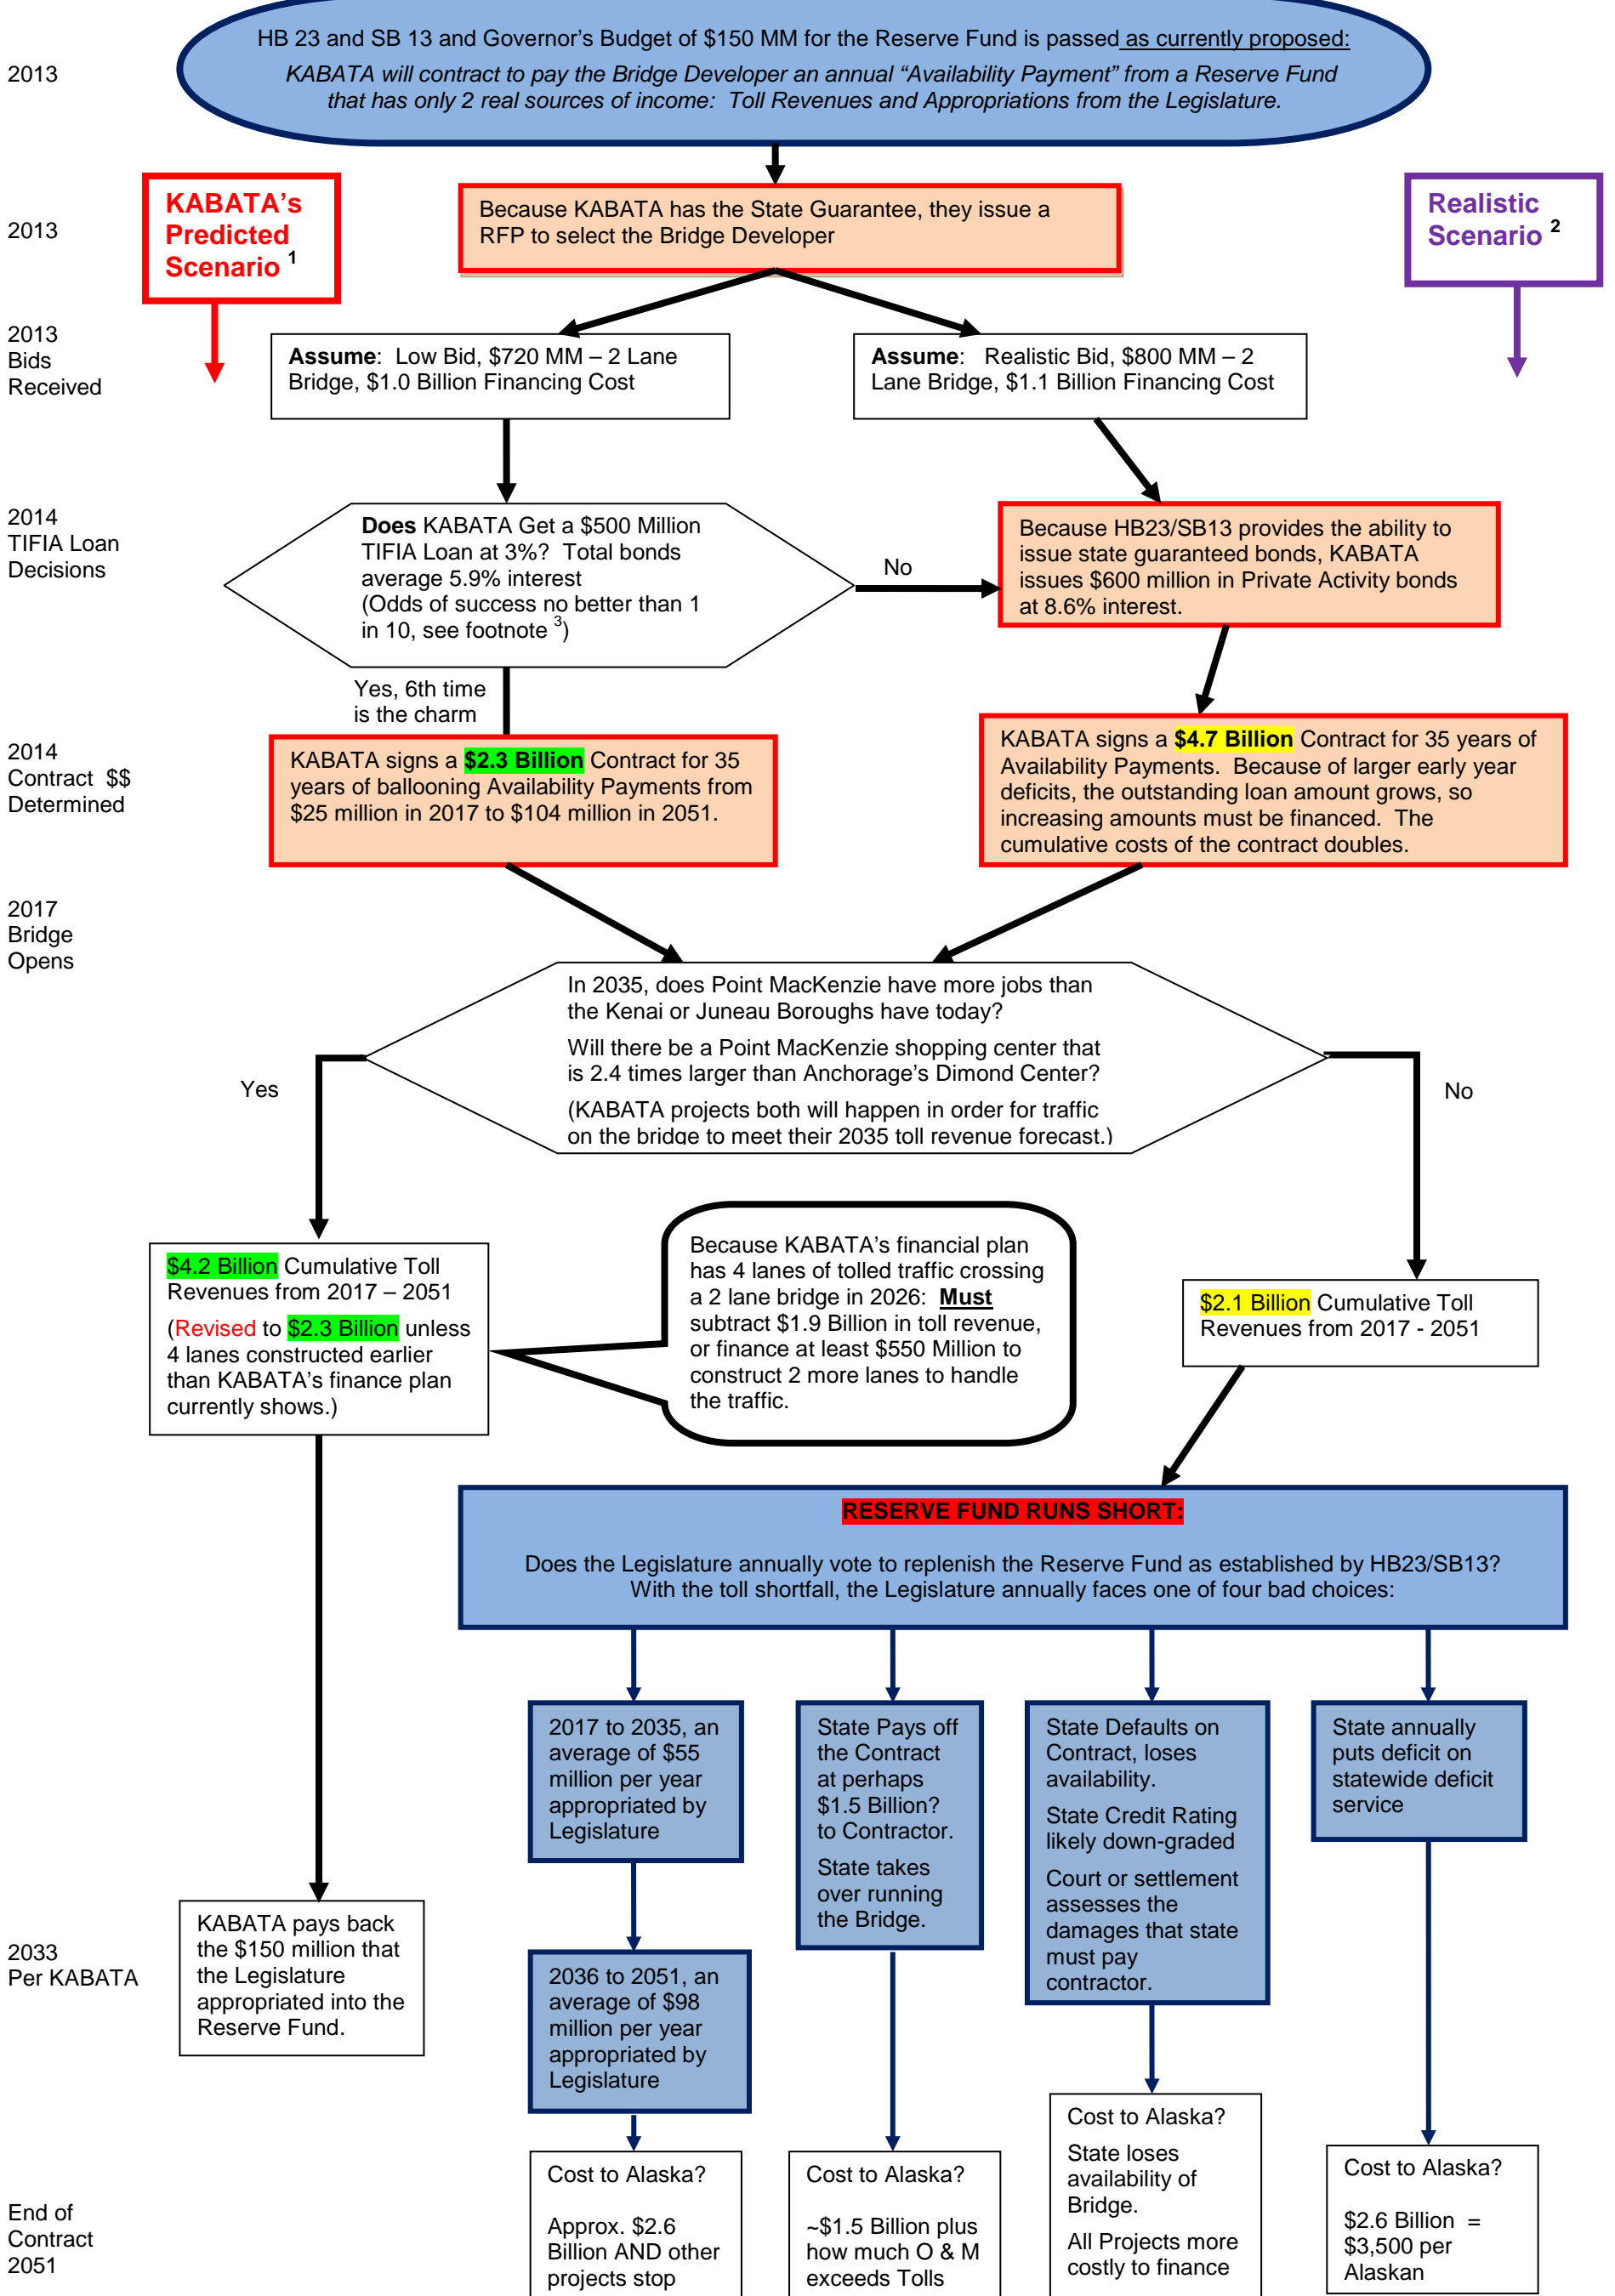 HB 23 and SB 13 and Governor’s Budget of $150 MM for the Reserve Fund is passed as currently proposed:
2013
KABATA will contract to pay the Bridge Developer an annual “Availability Payment” from a Reserve Fund
that has only 2 real sources of income: Toll Revenues and Appropriations from the Legislature.
KABATA’s
Predicted
Scenario 1
2013
Because KABATA has the State Guarantee, they issue a
RFP to select the Bridge Developer
Realistic
Scenario 2
2013
Bids
Received
Assume: Low Bid, $720 MM – 2 Lane
Bridge, $1.0 Billion Financing Cost
Assume: Realistic Bid, $800 MM – 2
Lane Bridge, $1.1 Billion Financing Cost
2014
TIFIA Loan
Decisions
Does KABATA Get a $500 Million
TIFIA Loan at 3%? Total bonds
average 5.9% interest
(Odds of success no better than 1
in 10, see footnote 3)
No
Because HB23/SB13 provides the ability to
issue state guaranteed bonds, KABATA
issues $600 million in Private Activity bonds
at 8.6% interest.
Yes, 6th time
is the charm
2014
Contract $$
Determined
KABATA signs a $2.3 Billion Contract for 35
years of ballooning Availability Payments from
$25 million in 2017 to $104 million in 2051.
KABATA signs a $4.7 Billion Contract for 35 years of
Availability Payments. Because of larger early year
deficits, the outstanding loan amount grows, so
increasing amounts must be financed. The
cumulative costs of the contract doubles.
2017
Bridge
Opens
In 2035, does Point MacKenzie have more jobs than
the Kenai or Juneau Boroughs have today?
Will there be a Point MacKenzie shopping center that
is 2.4 times larger than Anchorage’s Dimond Center?
(KABATA projects both will happen in order for traffic
on the bridge to meet their 2035 toll revenue forecast.)
Yes
No
$4.2 Billion Cumulative Toll
Revenues from 2017 – 2051
(Revised to $2.3 Billion unless
4 lanes constructed earlier
than KABATA’s finance plan
currently shows.)
Because KABATA’s financial plan
has 4 lanes of tolled traffic crossing
a 2 lane bridge in 2026: Must
subtract $1.9 Billion in toll revenue,
or finance at least $550 Million to
construct 2 more lanes to handle
the traffic.
$2.1 Billion Cumulative Toll
Revenues from 2017 - 2051
RESERVE FUND RUNS SHORT:
Does the Legislature annually vote to replenish the Reserve Fund as established by HB23/SB13?
With the toll shortfall, the Legislature annually faces one of four bad choices:
2017 to 2035, an
average of $55
million per year
appropriated by
Legislature
State Pays off
the Contract
at perhaps
$1.5 Billion?
to Contractor.
State takes
over running
the Bridge.
State Defaults on
Contract, loses
availability.
State Credit Rating
likely down-graded
Court or settlement
assesses the
damages that state
must pay
contractor.
State annually
puts deficit on
statewide deficit
service
2033
Per KABATA
KABATA pays back
the $150 million that
the Legislature
appropriated into the
Reserve Fund.
2036 to 2051, an
average of $98
million per year
appropriated by
Legislature
End of
Contract
2051
Cost to Alaska?
Approx. $2.6
Billion AND other
projects stop
Cost to Alaska?
~$1.5 Billion plus
how much O & M
exceeds Tolls
Cost to Alaska?
State loses
availability of
Bridge.
All Projects more
costly to finance
Cost to Alaska?
$2.6 Billion =
$3,500 per
Alaskan